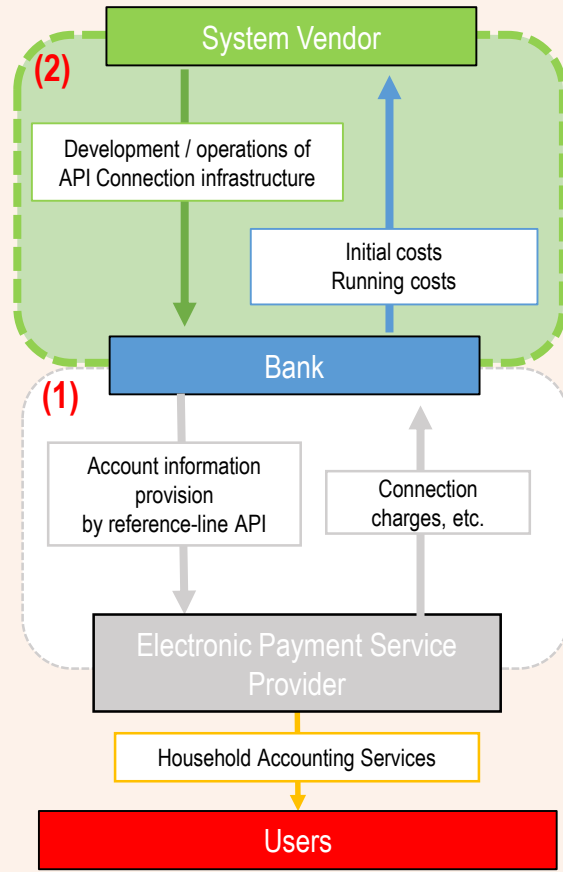 System Vendor
(2)
Development / operations of
API Connection infrastructure
Initial costs
Running costs
Bank
(1)
Account information
provision
by reference-line API
Connection
charges, etc.
Electronic Payment Service
Provider
Household Accounting Services
Users